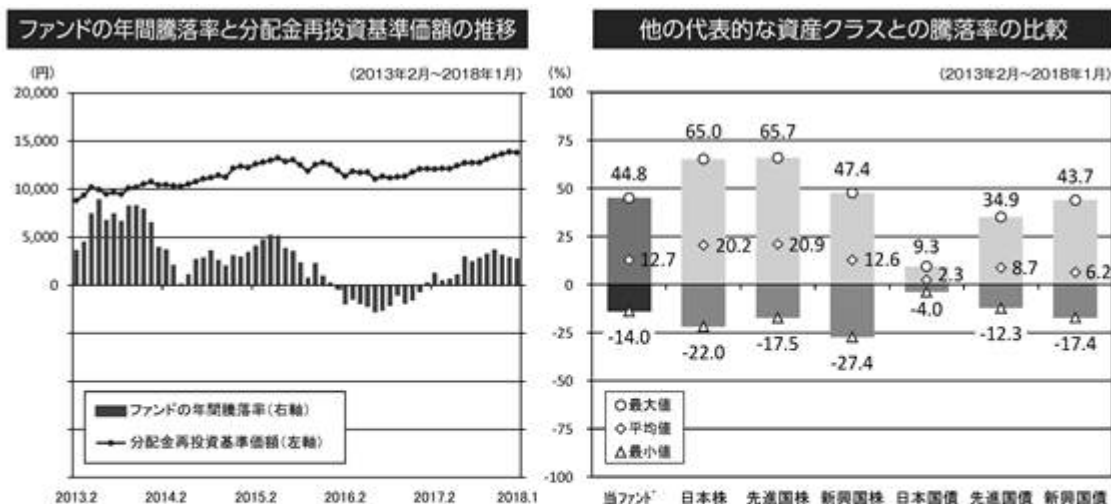 ファンドの年間騰落率と分配金再投資基準価額の推移
(円)
(2013年2月～2018年1月)
20,000
15,000
10,000
5,000
0
ファンドの年間騰落率(右軸)
分配金再投資基準価額(左軸)
2013.2 2014.2 2015.2 2016.2 2017.2 2018.1
他の代表的な資産クラスとの騰落率の比較
(%)
(2013年2月～2018年1月)
100
75
50
25
0
-25
-50
-75
-100
44.8 65.0 65.7 47.4 9.3 34.9 43.7
12.7 20.2 20.9 12.6 2.3 8.7 6.2
-14.0 -22.0 -17.5 -27.4 -4.0 -12.3 -17.4
最大値
平均値
最小値
当ファンド 日本株 先進国株 新興国株 日本国債 先進国債 新興国債